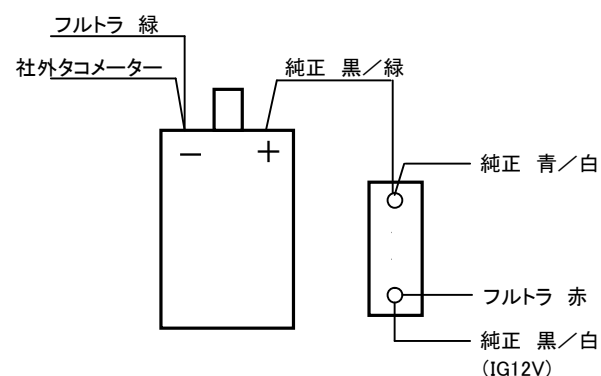 フルトラ 緑
社外タコメーター
純正 黒／緑
－
＋
純正 青／白
フルトラ 赤
純正 黒／白
(IG12V)